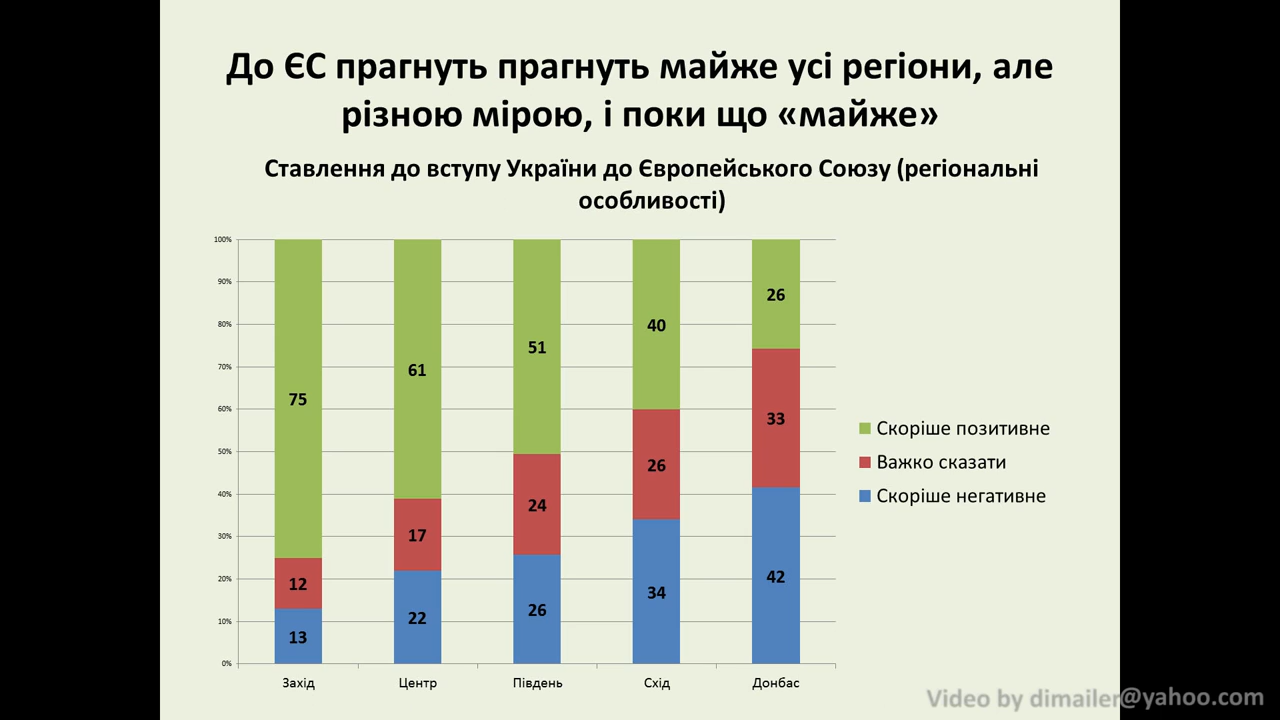 До ЄС прагнуть прагнуть майже усі регіони, але
різною мірою, і поки що «майже»
Ставлення до вступу України до Європейського Союзу (регіональні
особливості)
100%
90%
80%
70%
60%
50%
40%
30%
20%
10%
0%
75
12
13
61
17
22
51
24
26
40
26
34
26
33
42
Захід
Центр
Південь
Схід
Донбас
Скоріше позитивне
Важко сказати
Скоріше негативне
Video by dimailer@yahoo.com